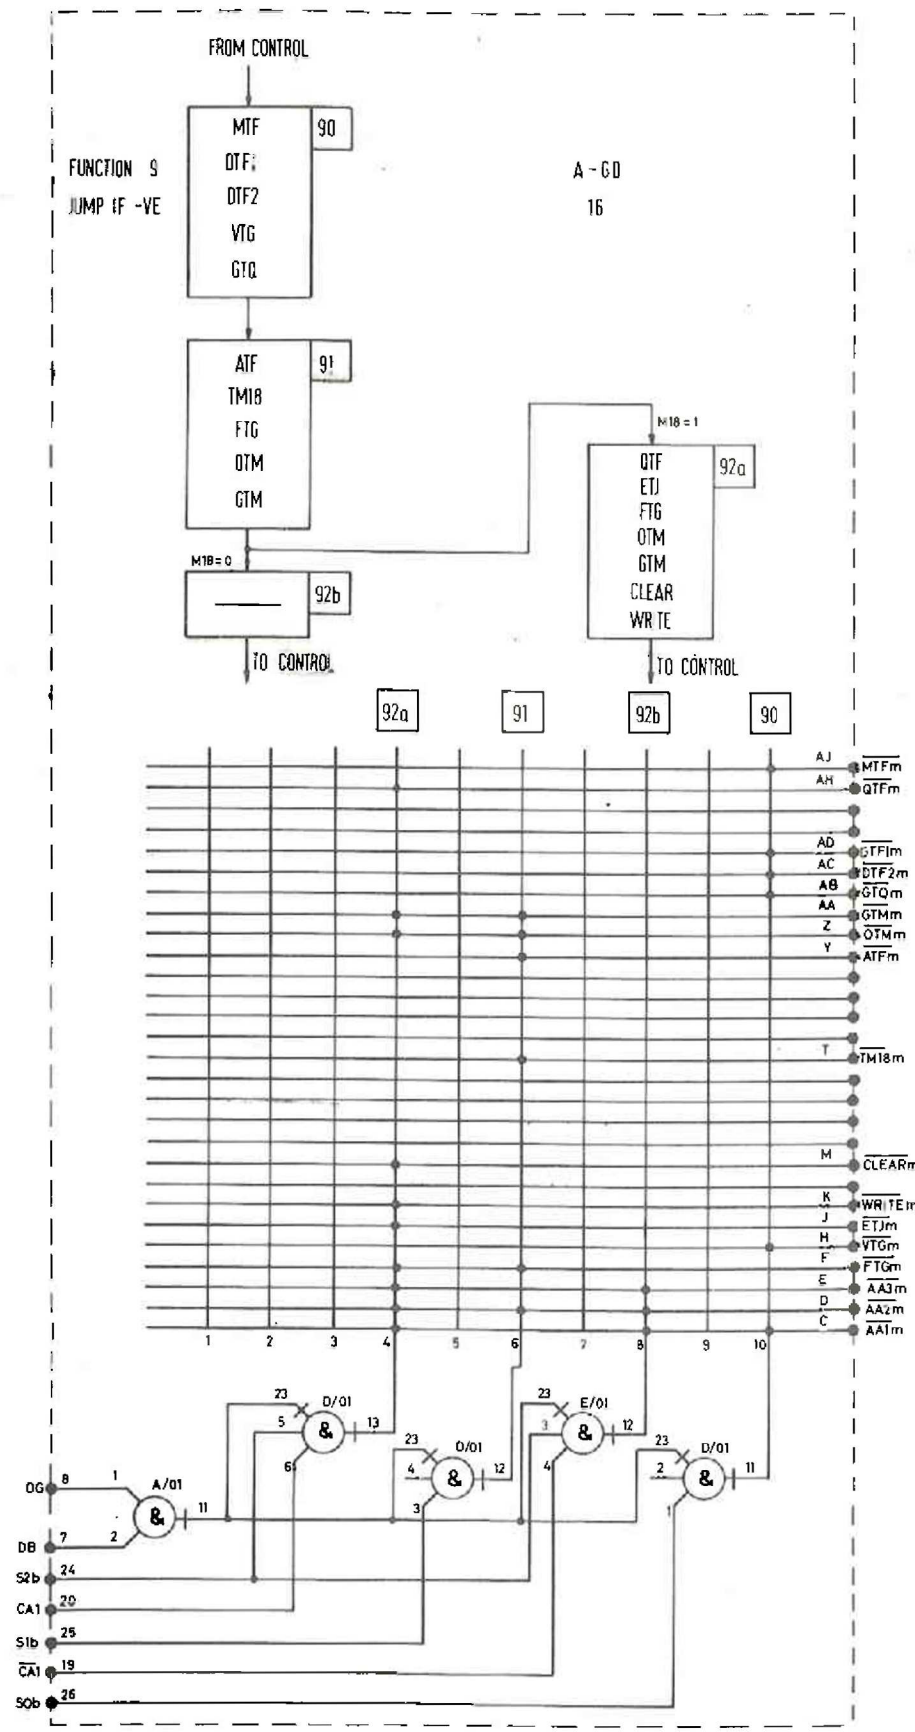 FROM CONTROL
FUNCTION 9
JUMP IF -VE
MTF
OTF1
DTF2
VTG
GTQ
90
A-GD
16
ATF
TM18
FTG
OTM
GTM
91
M18=1
QTF
ETJ
FTG
OTM
GTM
CLEAR
WRITE
92a
M18=0
92b
TO CONTROL
TO CONTROL
92a 91 92b 90
AJ MTFm
AH QTFm
AD OTF1m
AC DTF2m
AB GTQm
AA GTMm
Z OTMm
Y ATFm
T TM18m
M CLEARm
K WRITEm
J ETJm
H VTGm
F FTGm
E AA3m
D AA2m
C AA1m
1 2 3 4 5 6 7 8 9 10
23 D/01 5 & 13 6
23 D/01 4 & 12 3
23 E/01 3 & 12 4
23 D/01 2 & 11 1
DG 8 1 A/01
& 11
DB 7 2
S2b 24
CA1 20
S1b 25
CA1 19
S0b 26